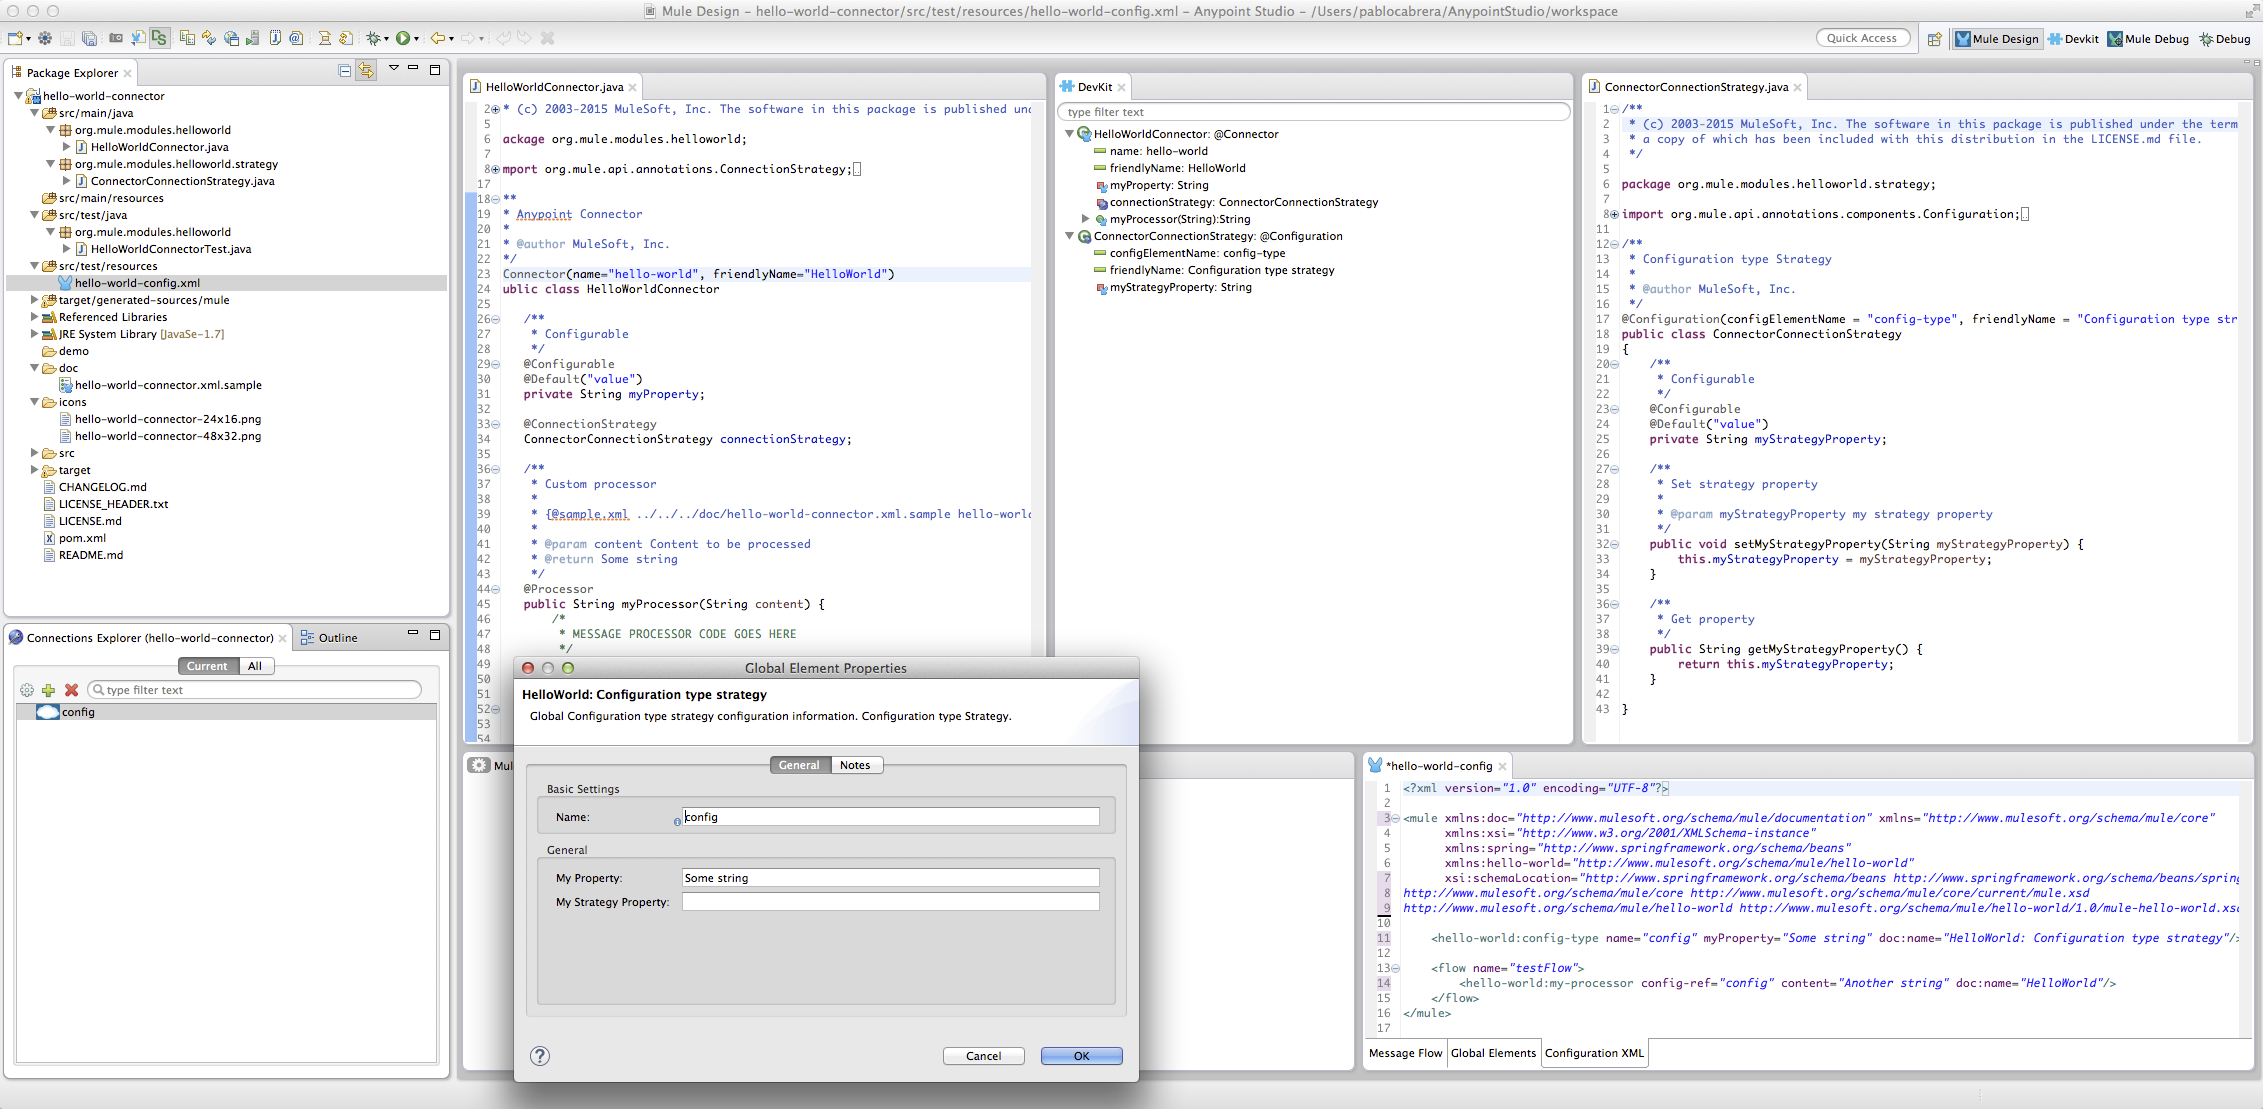 Mule Design – hello-world-connector/src/test/resources/hello-world-config.xml – Anypoint Studio – /Users/pablocabrera/AnypointStudio/workspace
Quick Access
Mule Design
Devkit
Mule Debug
Debug
Package Explorer
hello-world-connector
src/main/java
org.mule.modules.helloworld
HelloWorldConnector.java
org.mule.modules.helloworld.strategy
ConnectorConnectionStrategy.java
src/main/resources
src/test/java
org.mule.modules.helloworld
HelloWorldConnectorTest.java
src/test/resources
hello-world-config.xml
target/generated-sources/mule
Referenced Libraries
JRE System Library [JavaSe-1.7]
demo
doc
hello-world-connector.xml.sample
icons
hello-world-connector-24x16.png
hello-world-connector-48x32.png
src
target
CHANGELOG.md
LICENSE_HEADER.txt
LICENSE.md
pom.xml
README.md
Connections Explorer (hello-world-connector)
Outline
Current
All
type filter text
config
HelloWorldConnector.java
2 * (c) 2003-2015 MuleSoft, Inc. The software in this package is published und
5
6 ackage org.mule.modules.helloworld;
7
8 mport org.mule.api.annotations.ConnectionStrategy;
17
18 **
19 * Anypoint Connector
20 *
21 * @author MuleSoft, Inc.
22 */
23 Connector(name="hello-world", friendlyName="HelloWorld")
24 ublic class HelloWorldConnector
25
26 /**
27 * Configurable
28 */
29 @Configurable
30 @Default("value")
31 private String myProperty;
32
33 @ConnectionStrategy
34 ConnectorConnectionStrategy connectionStrategy;
35
36 /**
37 * Custom processor
38 *
39 * {@sample.xml ../../../doc/hello-world-connector.xml.sample hello-world
40 *
41 * @param content Content to be processed
42 * @return Some string
43 */
44 @Processor
45 public String myProcessor(String content) {
46 /*
47 * MESSAGE PROCESSOR CODE GOES HERE
48 */
49
50
51
52
53
54
DevKit
type filter text
HelloWorldConnector: @Connector
name: hello-world
friendlyName: HelloWorld
myProperty: String
connectionStrategy: ConnectorConnectionStrategy
myProcessor(String):String
ConnectorConnectionStrategy: @Configuration
configElementName: config-type
friendlyName: Configuration type strategy
myStrategyProperty: String
ConnectorConnectionStrategy.java
1 /**
2 * (c) 2003-2015 MuleSoft, Inc. The software in this package is published under the term
3 * a copy of which has been included with this distribution in the LICENSE.md file.
4 */
5
6 package org.mule.modules.helloworld.strategy;
7
8 import org.mule.api.annotations.components.Configuration;
11
12 /**
13 * Configuration type Strategy
14 *
15 * @author MuleSoft, Inc.
16 */
17 @Configuration(configElementName = "config-type", friendlyName = "Configuration type str
18 public class ConnectorConnectionStrategy
19 {
20 /**
21 * Configurable
22 */
23 @Configurable
24 @Default("value")
25 private String myStrategyProperty;
26
27 /**
28 * Set strategy property
29 *
30 * @param myStrategyProperty my strategy property
31 */
32 public void setMyStrategyProperty(String myStrategyProperty) {
33 this.myStrategyProperty = myStrategyProperty;
34 }
35
36 /**
37 * Get property
38 */
39 public String getMyStrategyProperty() {
40 return this.myStrategyProperty;
41 }
42
43 }
Mul
Global Element Properties
HelloWorld: Configuration type strategy
Global Configuration type strategy configuration information. Configuration type Strategy.
General
Notes
Basic Settings
Name: config
General
My Property: Some string
My Strategy Property:
?
Cancel
OK
*hello-world-config
1 <?xml version="1.0" encoding="UTF-8"?>
2
3 <mule xmlns:doc="http://www.mulesoft.org/schema/mule/documentation" xmlns="http://www.mulesoft.org/schema/mule/core"
4 xmlns:xsi="http://www.w3.org/2001/XMLSchema-instance"
5 xmlns:spring="http://www.springframework.org/schema/beans"
6 xmlns:hello-world="http://www.mulesoft.org/schema/mule/hello-world"
7 xsi:schemaLocation="http://www.springframework.org/schema/beans http://www.springframework.org/schema/beans/spring
8 http://www.mulesoft.org/schema/mule/core http://www.mulesoft.org/schema/mule/core/current/mule.xsd
9 http://www.mulesoft.org/schema/mule/hello-world http://www.mulesoft.org/schema/mule/hello-world/1.0/mule-hello-world.xsd
10
11 <hello-world:config-type name="config" myProperty="Some string" doc:name="HelloWorld: Configuration type strategy"/>
12
13 <flow name="testFlow">
14 <hello-world:my-processor config-ref="config" content="Another string" doc:name="HelloWorld"/>
15 </flow>
16 </mule>
17
Message Flow
Global Elements
Configuration XML